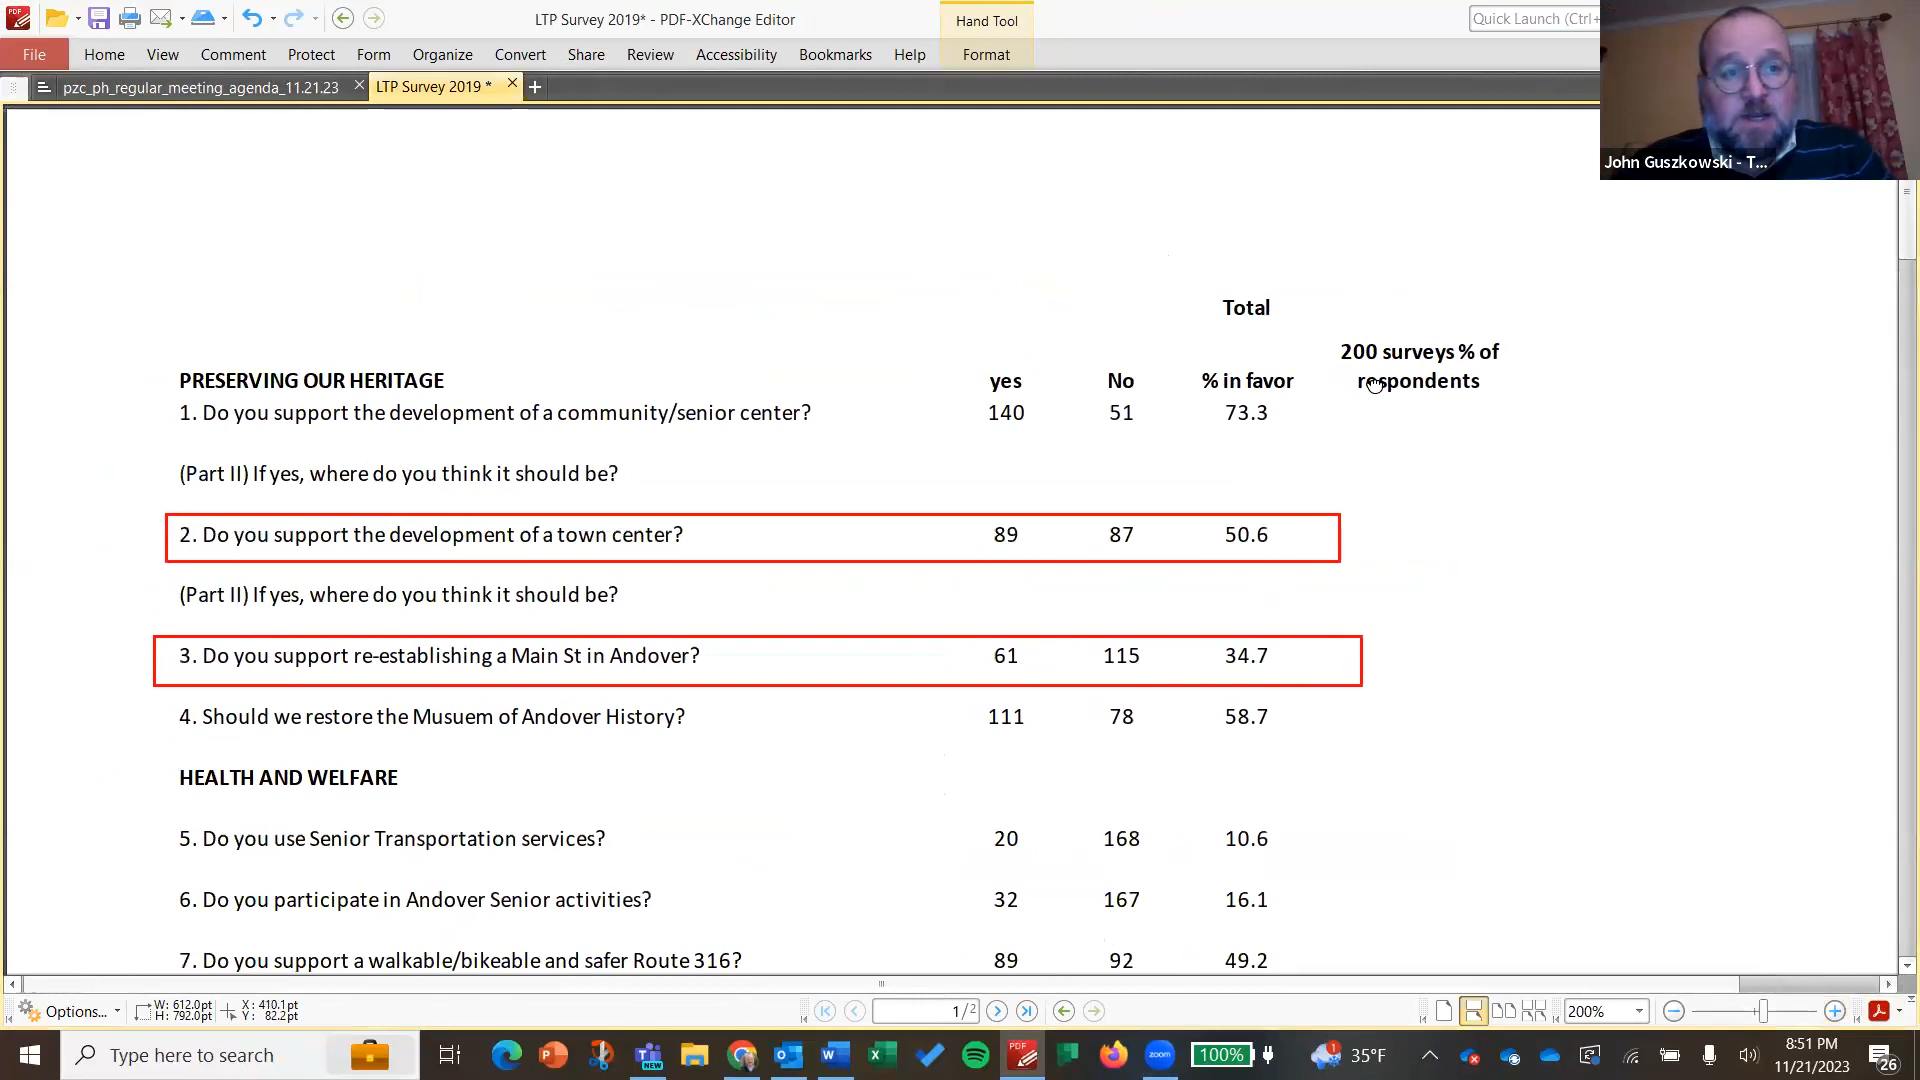 LTP Survey 2019* - PDF-XChange Editor
Hand Tool
Quick Launch (Ctrl+
File Home View Comment Protect Form Organize Convert Share Review Accessibility Bookmarks Help Format
pzc_ph_regular_meeting_agenda_11.21.23
LTP Survey 2019 *
John Guszkowski - T...
Total
200 surveys % of
PRESERVING OUR HERITAGE yes No % in favor respondents
1. Do you support the development of a community/senior center? 140 51 73.3
(Part II) If yes, where do you think it should be?
2. Do you support the development of a town center? 89 87 50.6
(Part II) If yes, where do you think it should be?
3. Do you support re-establishing a Main St in Andover? 61 115 34.7
4. Should we restore the Musuem of Andover History? 111 78 58.7
HEALTH AND WELFARE
5. Do you use Senior Transportation services? 20 168 10.6
6. Do you participate in Andover Senior activities? 32 167 16.1
7. Do you support a walkable/bikeable and safer Route 316? 89 92 49.2
Options...
W: 612.0pt
H: 792.0pt
X: 410.1pt
Y: 82.2pt
1/2
200%
Type here to search
NEW
PDF
zoom
100%
1
35°F
8:51 PM
11/21/2023
26